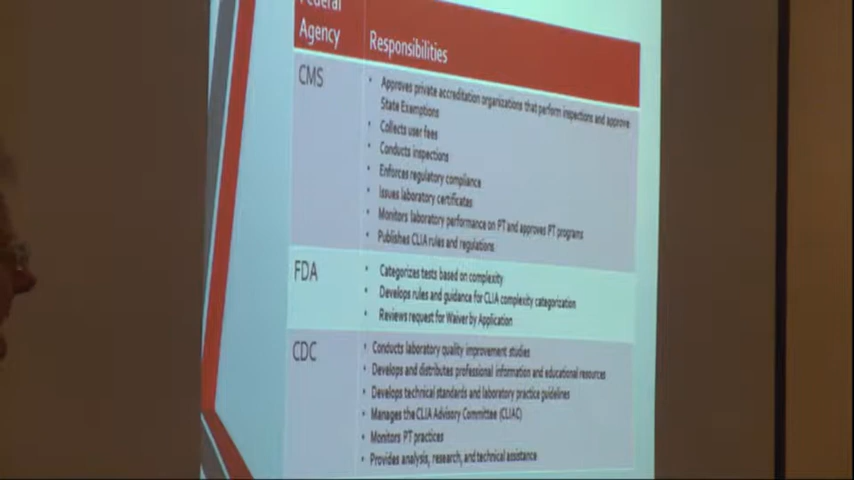 Federal
Agency
Responsibilities
CMS
• Approves private accreditation organizations that perform inspections and approve
State Exemptions
• Collects user fees
• Conducts inspections
• Enforces regulatory compliance
• Issues laboratory certificates
• Monitors laboratory performance on PT and approves PT programs
• Publishes CLIA rules and regulations
FDA
• Categorizes tests based on complexity
• Develops rules and guidance for CLIA complexity categorization
• Reviews request for Waiver by Application
CDC
• Conducts laboratory quality improvement studies
• Develops and distributes professional information and educational resources
• Develops technical standards and laboratory practice guidelines
• Manages the CLIA Advisory Committee (CLIAC)
• Monitors PT practices
• Provides analysis, research, and technical assistance